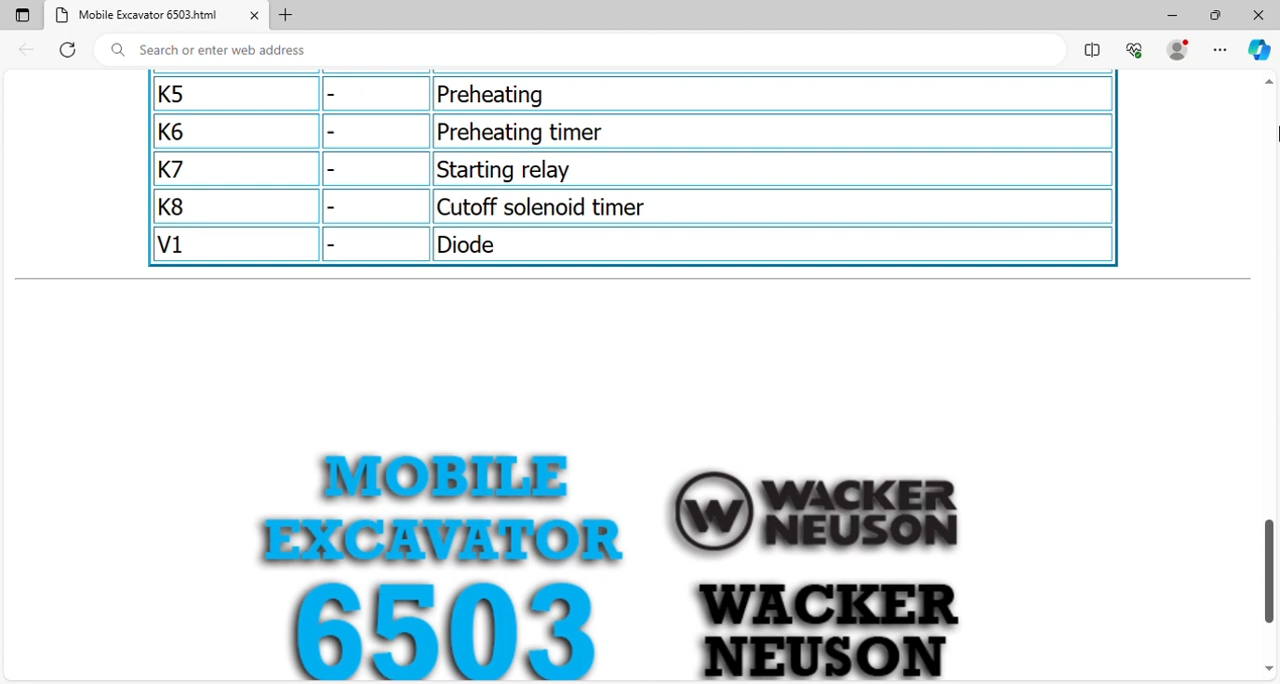 Mobile Excavator 6503.html
Search or enter web address
K5 - Preheating
K6 - Preheating timer
K7 - Starting relay
K8 - Cutoff solenoid timer
V1 - Diode
MOBILE
EXCAVATOR
6503
W WACKER
NEUSON
WACKER
NEUSON